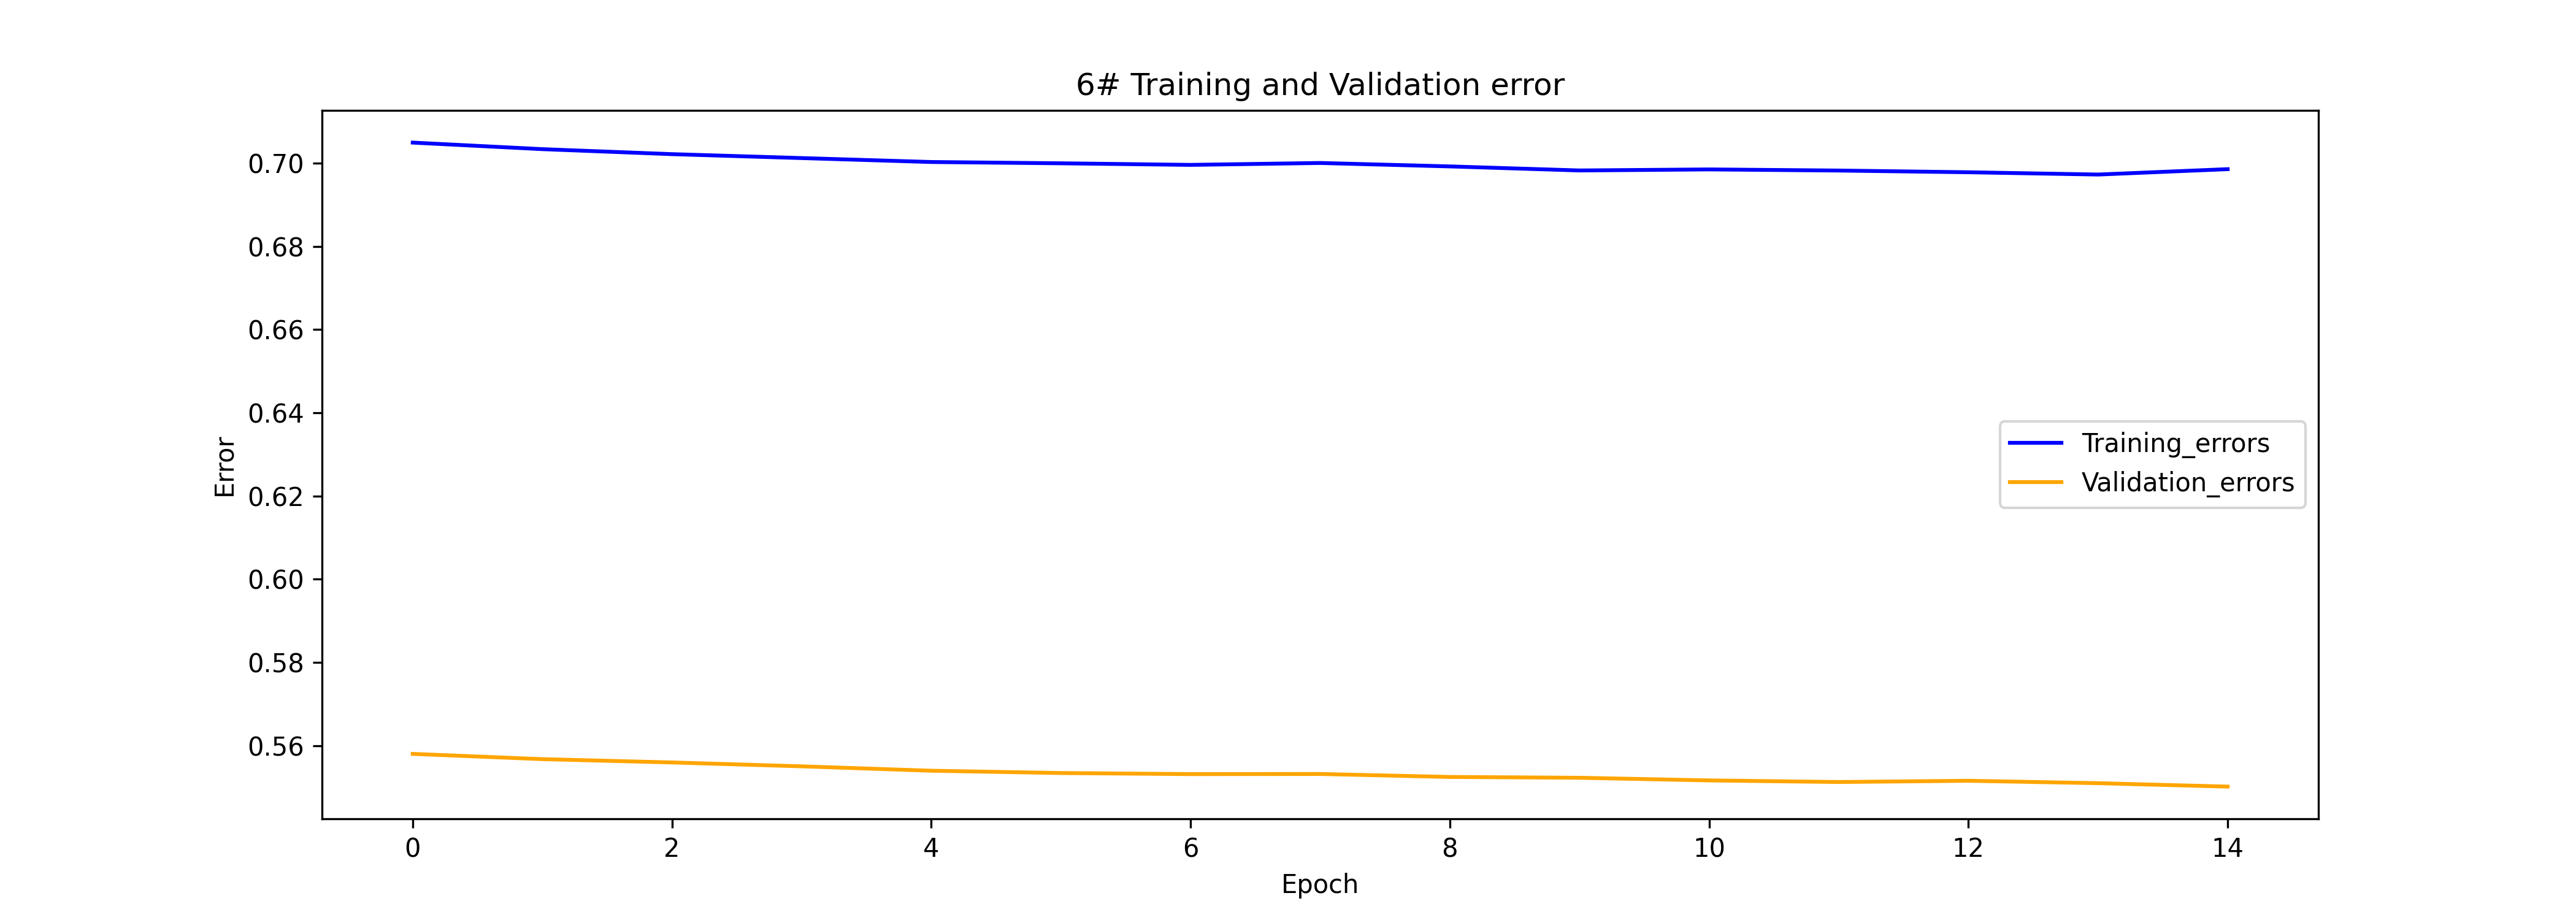 6# Training and Validation error
0.70
0.68
0.66
0.64
0.62
0.60
0.58
0.56
Error
Training_errors
Validation_errors
0 2 4 6 8 10 12 14
Epoch